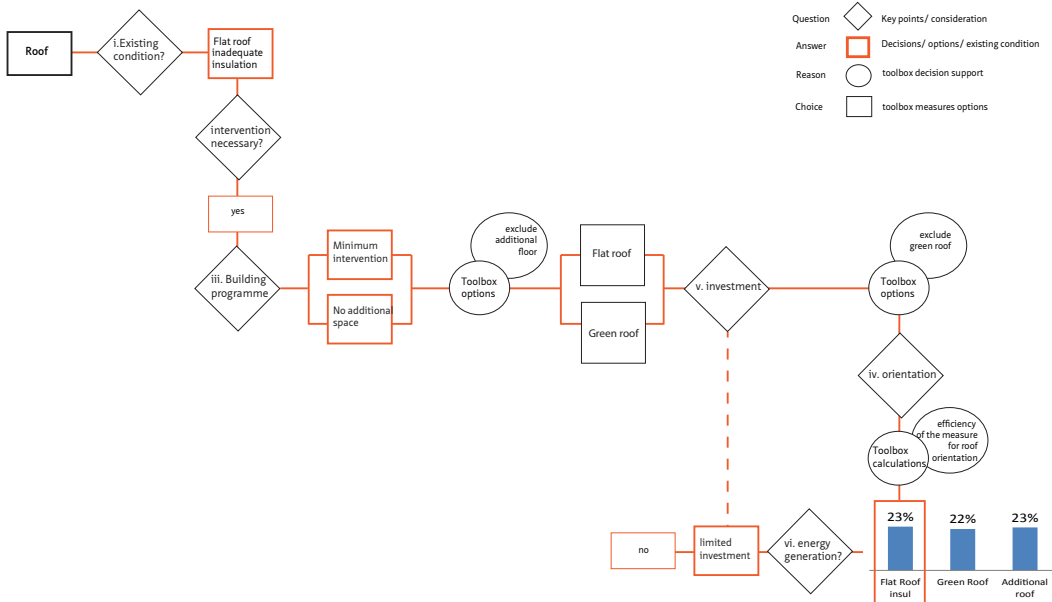 Question
Key points/ consideration
Answer
Decisions/ options/ existing condition
Reason
toolbox decision support
Choice
toolbox measures options
Roof
i.Existing
condition?
Flat roof
inadequate
insulation
intervention
necessary?
yes
iii. Building
programme
Minimum
intervention
No additional
space
exclude
additional
floor
Toolbox
options
Flat roof
Green roof
v. investment
exclude
green roof
Toolbox
options
iv. orientation
efficiency
of the measure
for roof
orientation
Toolbox
calculations
no
limited
investment
vi. energy
generation?
23%
22%
23%
Flat Roof
insul
Green Roof
Additional
roof